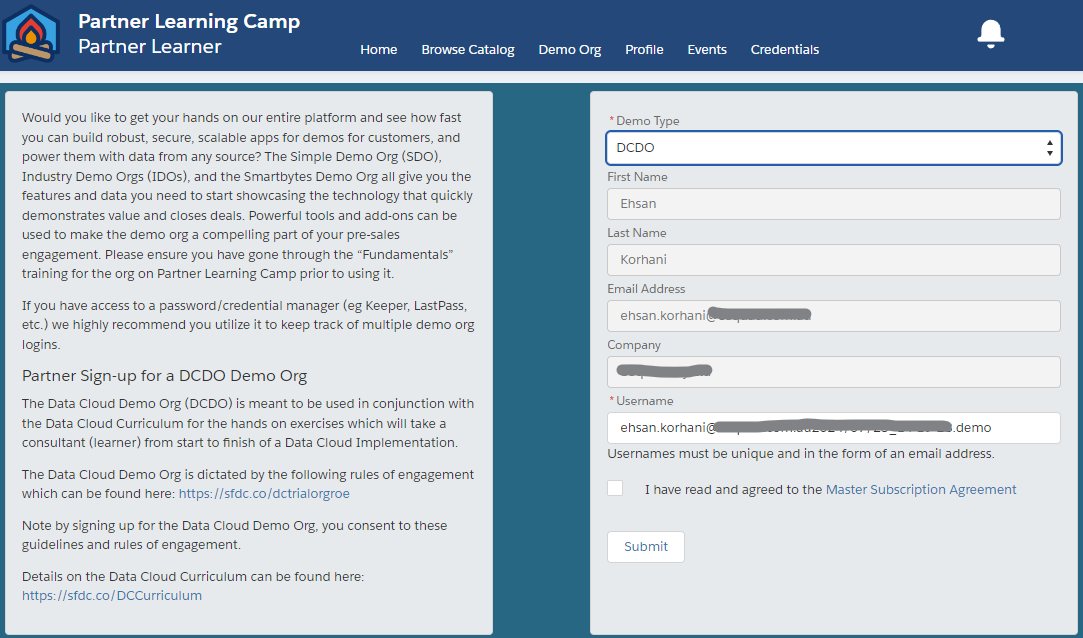 Partner Learning Camp
Partner Learner
Home Browse Catalog Demo Org Profile Events Credentials
Would you like to get your hands on our entire platform and see how fast
you can build robust, secure, scalable apps for demos for customers, and
power them with data from any source? The Simple Demo Org (SDO),
Industry Demo Orgs (IDOs), and the Smartbytes Demo Org all give you the
features and data you need to start showcasing the technology that quickly
demonstrates value and closes deals. Powerful tools and add-ons can be
used to make the demo org a compelling part of your pre-sales
engagement. Please ensure you have gone through the “Fundamentals”
training for the org on Partner Learning Camp prior to using it.
If you have access to a password/credential manager (eg Keeper, LastPass,
etc.) we highly recommend you utilize it to keep track of multiple demo org
logins.
Partner Sign-up for a DCDO Demo Org
The Data Cloud Demo Org (DCDO) is meant to be used in conjunction with
the Data Cloud Curriculum for the hands on exercises which will take a
consultant (learner) from start to finish of a Data Cloud Implementation.
The Data Cloud Demo Org is dictated by the following rules of engagement
which can be found here: https://sfdc.co/dctrialorgroe
Note by signing up for the Data Cloud Demo Org, you consent to these
guidelines and rules of engagement.
Details on the Data Cloud Curriculum can be found here:
https://sfdc.co/DCCurriculum
* Demo Type
DCDO
First Name
Ehsan
Last Name
Korhani
Email Address
ehsan.korhani@
Company
* Username
ehsan.korhani@ .demo
Usernames must be unique and in the form of an email address.
I have read and agreed to the Master Subscription Agreement
Submit